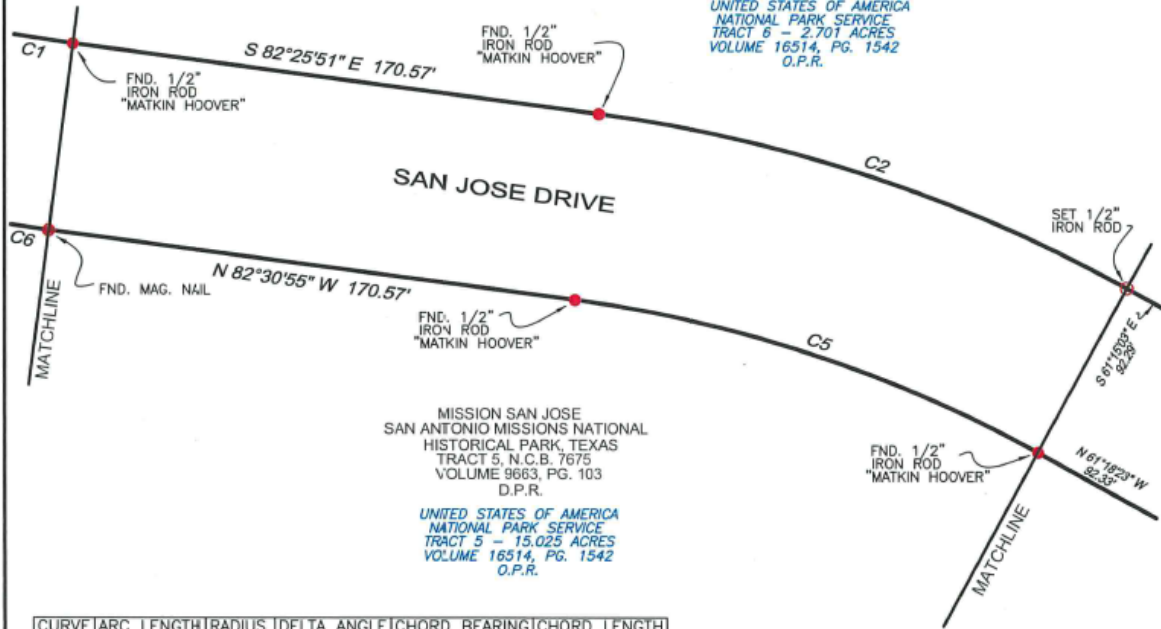 UNITED STATES OF AMERICA
NATIONAL PARK SERVICE
TRACT 6 – 2.701 ACRES
VOLUME 16514, PG. 1542
O.P.R.
C1
FND. 1/2"
IRON ROD
"MATKIN HOOVER"
S 82°25'51" E 170.57'
FND. 1/2"
IRON ROD
"MATKIN HOOVER"
C2
SAN JOSE DRIVE
SET 1/2"
IRON ROD
C6
FND. MAG. NAIL
N 82°30'55" W 170.57'
MATCHLINE
FND. 1/2"
IRON ROD
"MATKIN HOOVER"
C5
S 61°15'03" E
92.29'
MISSION SAN JOSE
SAN ANTONIO MISSIONS NATIONAL
HISTORICAL PARK, TEXAS
TRACT 5, N.C.B. 7675
VOLUME 9663, PG. 103
D.P.R.
FND. 1/2"
IRON ROD
"MATKIN HOOVER"
N 61°18'23" W
92.33'
UNITED STATES OF AMERICA
NATIONAL PARK SERVICE
TRACT 5 – 15.025 ACRES
VOLUME 16514, PG. 1542
O.P.R.
MATCHLINE
CURVE ARC LENGTH RADIUS DELTA ANGLE CHORD BEARING CHORD LENGTH